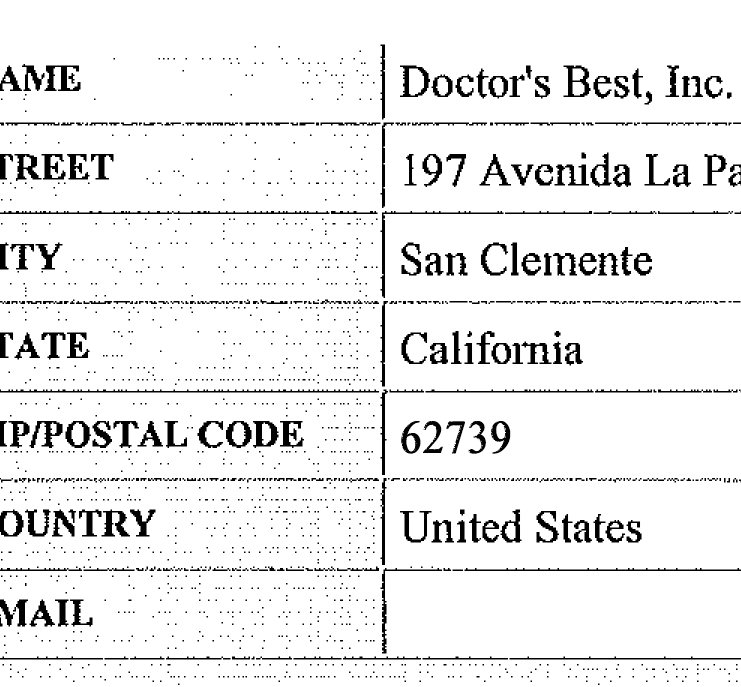 AME Doctor's Best, Inc.
TREET 197 Avenida La Pa
ITY San Clemente
TATE California
IP/POSTAL CODE 62739
OUNTRY United States
MAIL